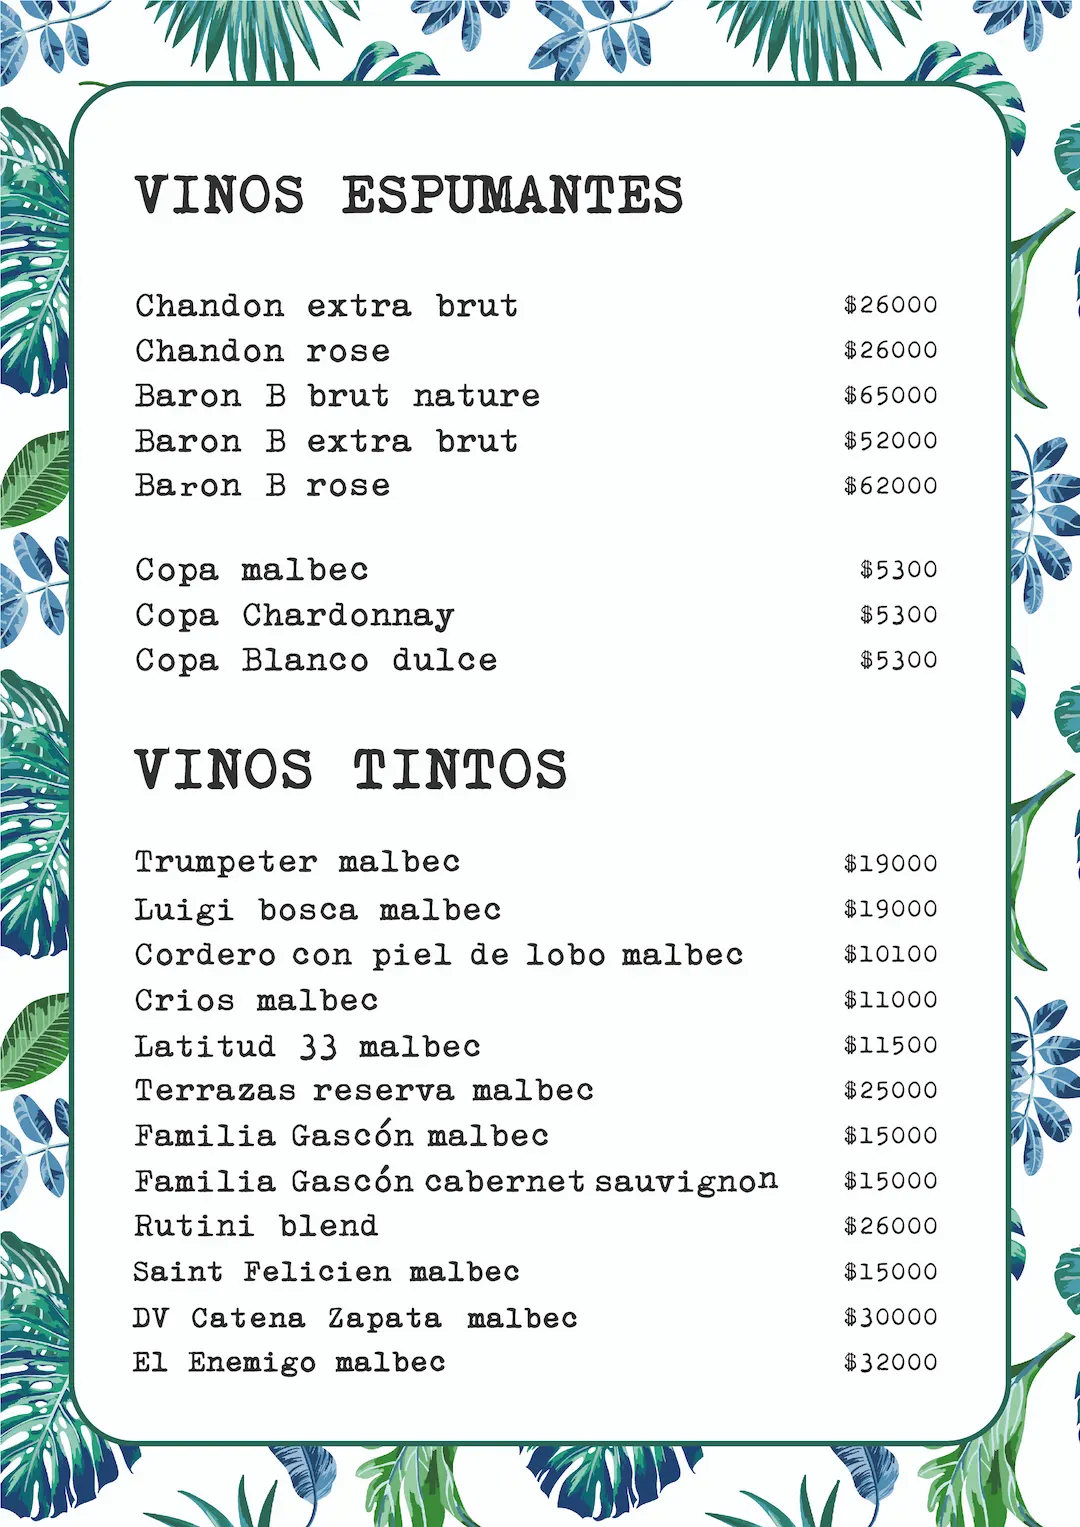 VINOS ESPUMANTES
Chandon extra brut $26000
Chandon rose $26000
Baron B brut nature $65000
Baron B extra brut $52000
Baron B rose $62000
Copa malbec $5300
Copa Chardonnay $5300
Copa Blanco dulce $5300
VINOS TINTOS
Trumpeter malbec $19000
Luigi bosca malbec $19000
Cordero con piel de lobo malbec $10100
Crios malbec $11000
Latitud 33 malbec $11500
Terrazas reserva malbec $25000
Familia Gascón malbec $15000
Familia Gascón cabernet sauvignon $15000
Rutini blend $26000
Saint Felicien malbec $15000
DV Catena Zapata malbec $30000
El Enemigo malbec $32000